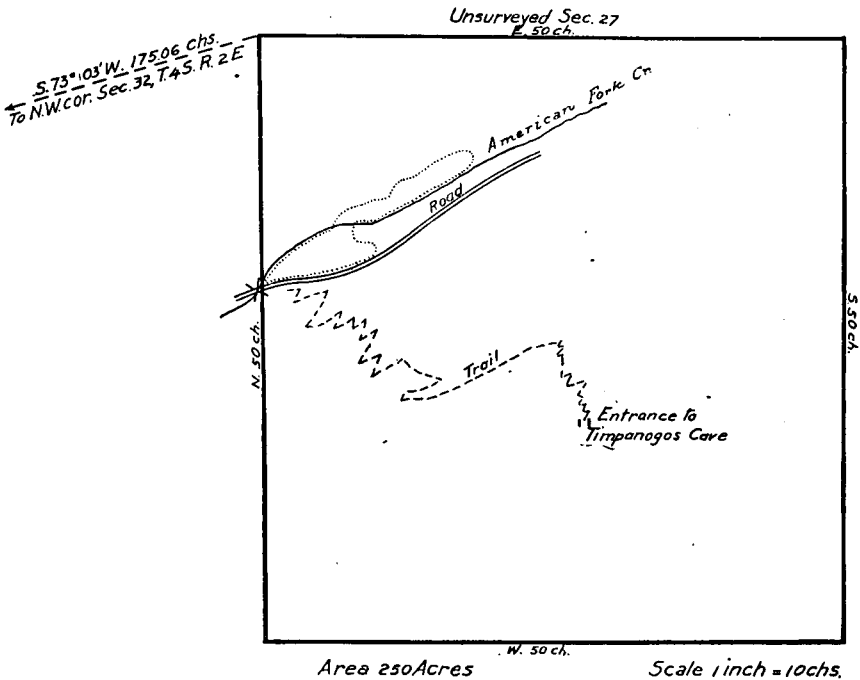 Unsurveyed Sec. 27
E. 50 ch.
S. 73° 03' W. 175.06 Chs.
To N.W. cor. Sec. 32, T. 4 S. R. 2 E
American Fork Cr.
Road
N. 50 ch.
S. 50 ch.
Trail
Entrance to
Timpanogos Cave
W. 50 ch.
Area 250 Acres
Scale 1 inch = 10 chs.